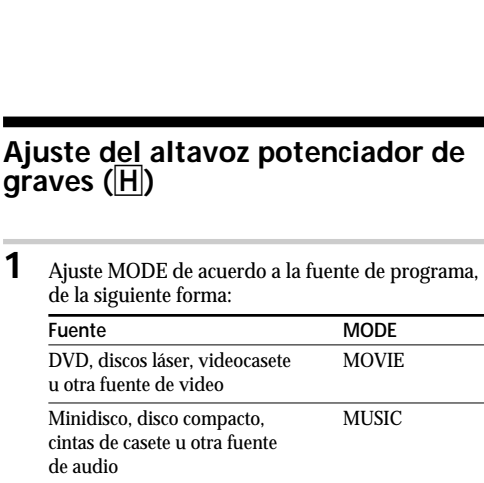 Ajuste del altavoz potenciador de
graves (H)
1 Ajuste MODE de acuerdo a la fuente de programa,
de la siguiente forma:
Fuente MODE
DVD, discos láser, videocasete MOVIE
u otra fuente de video
Minidisco, disco compacto, MUSIC
cintas de casete u otra fuente
de audio